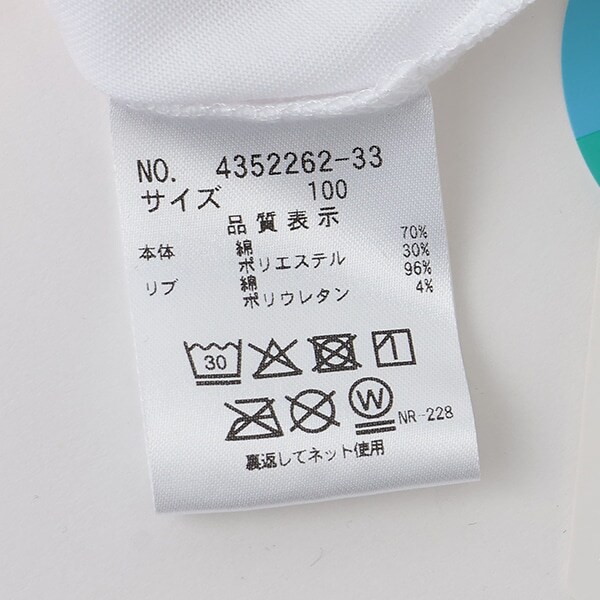 NO. 4352262-33
サイズ 100
品質表示
本体 綿 70%
ポリエステル 30%
リブ 綿 96%
ポリウレタン 4%
30
W
NR-228
裏返してネット使用